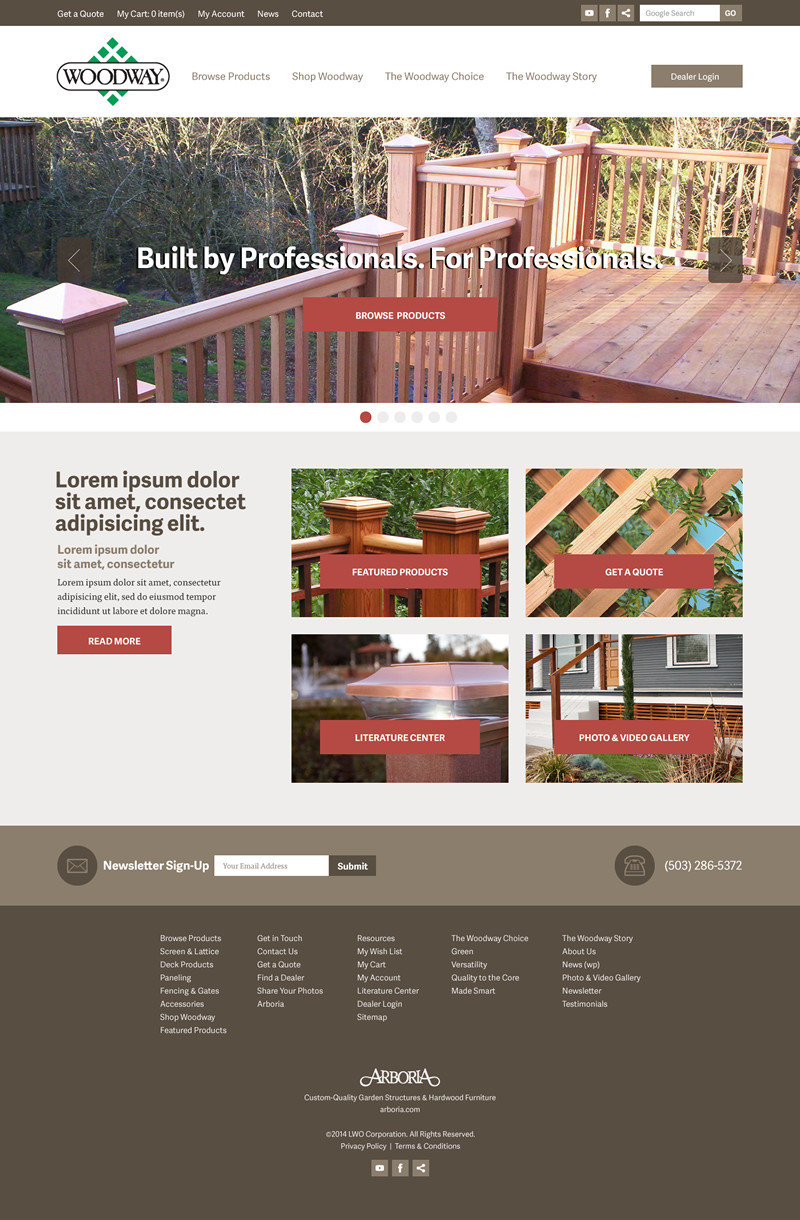 Get a Quote My Cart: 0 item(s) My Account News Contact
Google Search GO
WOODWAY®
Browse Products Shop Woodway The Woodway Choice The Woodway Story
Dealer Login
Built by Professionals. For Professionals.
BROWSE PRODUCTS
Lorem ipsum dolor
sit amet, consectet
adipisicing elit.
Lorem ipsum dolor
sit amet, consectetur
Lorem ipsum dolor sit amet, consectetur
adipisicing elit, sed do eiusmod tempor
incididunt ut labore et dolore magna.
READ MORE
FEATURED PRODUCTS
GET A QUOTE
LITERATURE CENTER
PHOTO & VIDEO GALLERY
Newsletter Sign-Up
Your Email Address
Submit
(503) 286-5372
Browse Products
Screen & Lattice
Deck Products
Paneling
Fencing & Gates
Accessories
Shop Woodway
Featured Products
Get in Touch
Contact Us
Get a Quote
Find a Dealer
Share Your Photos
Arboria
Resources
My Wish List
My Cart
My Account
Literature Center
Dealer Login
Sitemap
The Woodway Choice
Green
Versatility
Quality to the Core
Made Smart
The Woodway Story
About Us
News (wp)
Photo & Video Gallery
Newsletter
Testimonials
ARBORIA
Custom-Quality Garden Structures & Hardwood Furniture
arboria.com
©2014 LWO Corporation. All Rights Reserved.
Privacy Policy | Terms & Conditions